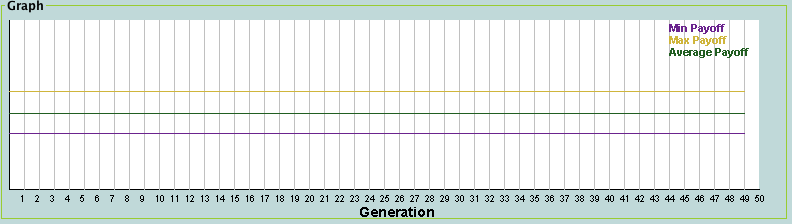 Graph
Min Payoff
Max Payoff
Average Payoff
1 2 3 4 5 6 7 8 9 10 11 12 13 14 15 16 17 18 19 20 21 22 23 24 25 26 27 28 29 30 31 32 33 34 35 36 37 38 39 40 41 42 43 44 45 46 47 48 49 50
Generation